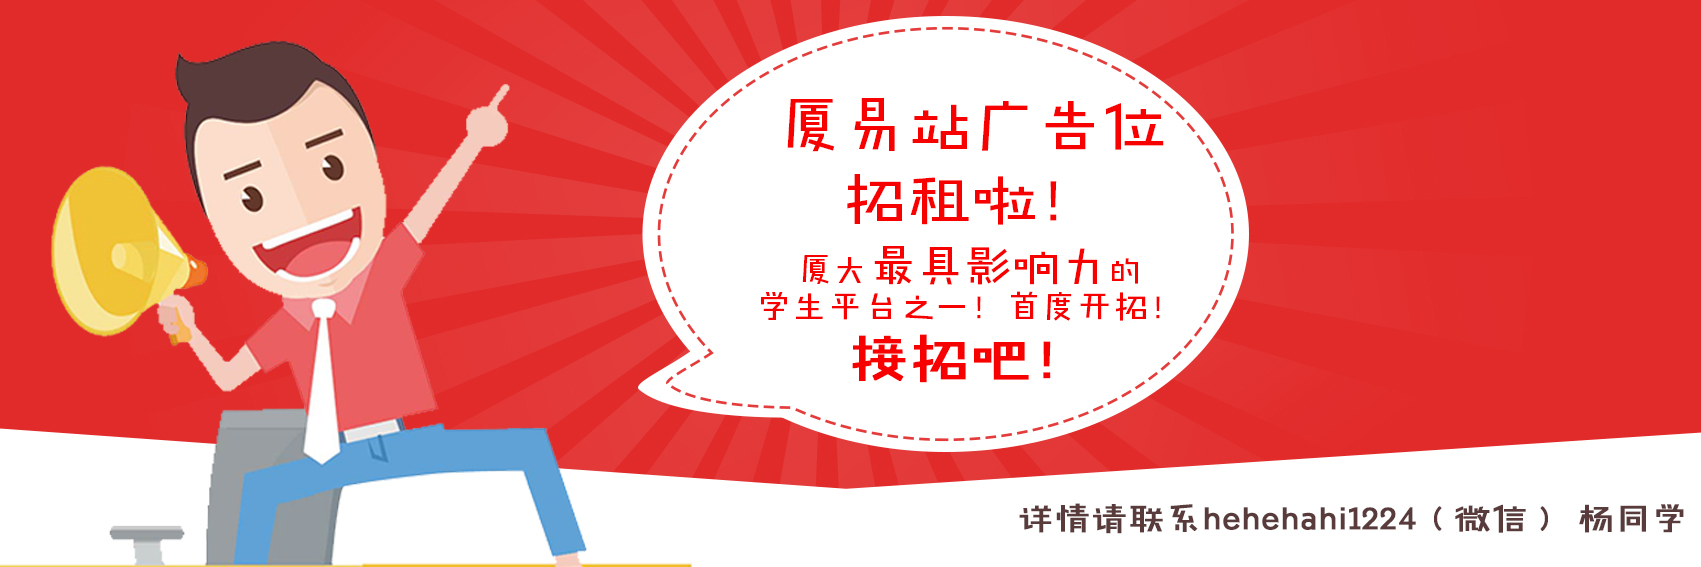 厦易站广告位
招租啦！
厦大最具影响力的
学生平台之一！首度开招！
接招吧！
详情请联系hehehahi1224（微信） 杨同学